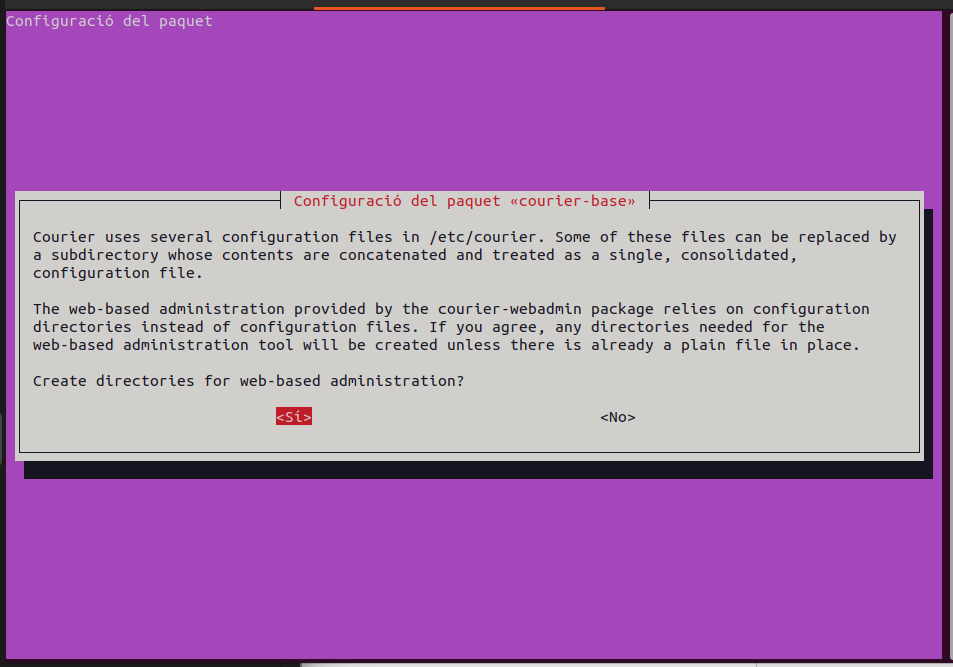 Configuració del paquet
Configuració del paquet «courier-base»
Courier uses several configuration files in /etc/courier. Some of these files can be replaced by
a subdirectory whose contents are concatenated and treated as a single, consolidated,
configuration file.
The web-based administration provided by the courier-webadmin package relies on configuration
directories instead of configuration files. If you agree, any directories needed for the
web-based administration tool will be created unless there is already a plain file in place.
Create directories for web-based administration?
<Sí> <No>